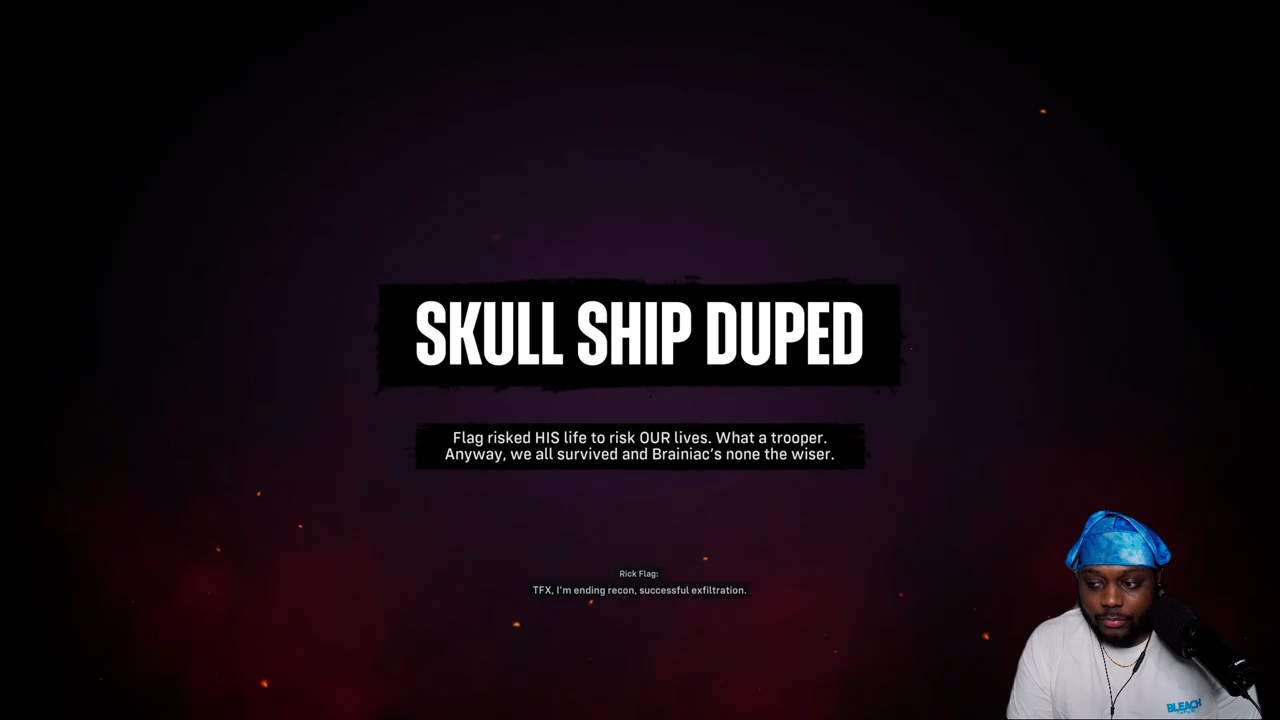 SKULL SHIP DUPED
Flag risked HIS life to risk OUR lives. What a trooper.
Anyway, we all survived and Brainiac's none the wiser.
Rick Flag:
TFX, I'm ending recon, successful exfiltration.
BLEACH